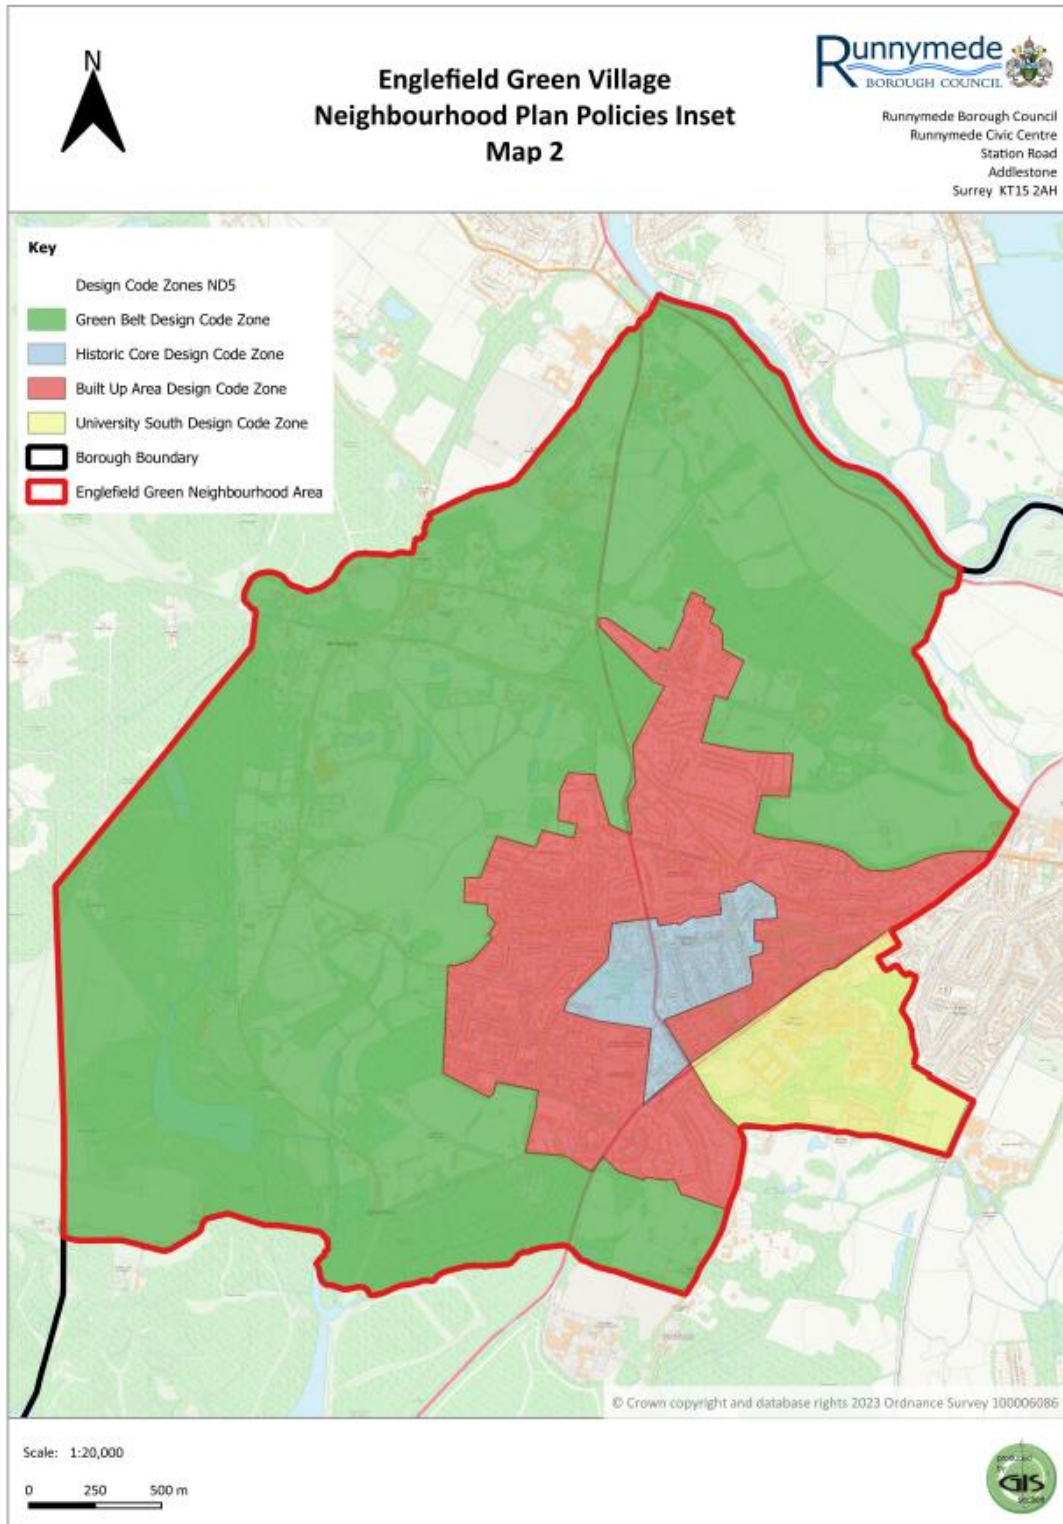 N
Englefield Green Village
Neighbourhood Plan Policies Inset
Map 2
Runnymede
BOROUGH COUNCIL
Runnymede Borough Council
Runnymede Civic Centre
Station Road
Addlestone
Surrey KT15 2AH
Key
Design Code Zones ND5
Green Belt Design Code Zone
Historic Core Design Code Zone
Built Up Area Design Code Zone
University South Design Code Zone
Borough Boundary
Englefield Green Neighbourhood Area
© Crown copyright and database rights 2023 Ordnance Survey 100006086
Scale: 1:20,000
0 250 500 m
produced
by
GIS
section